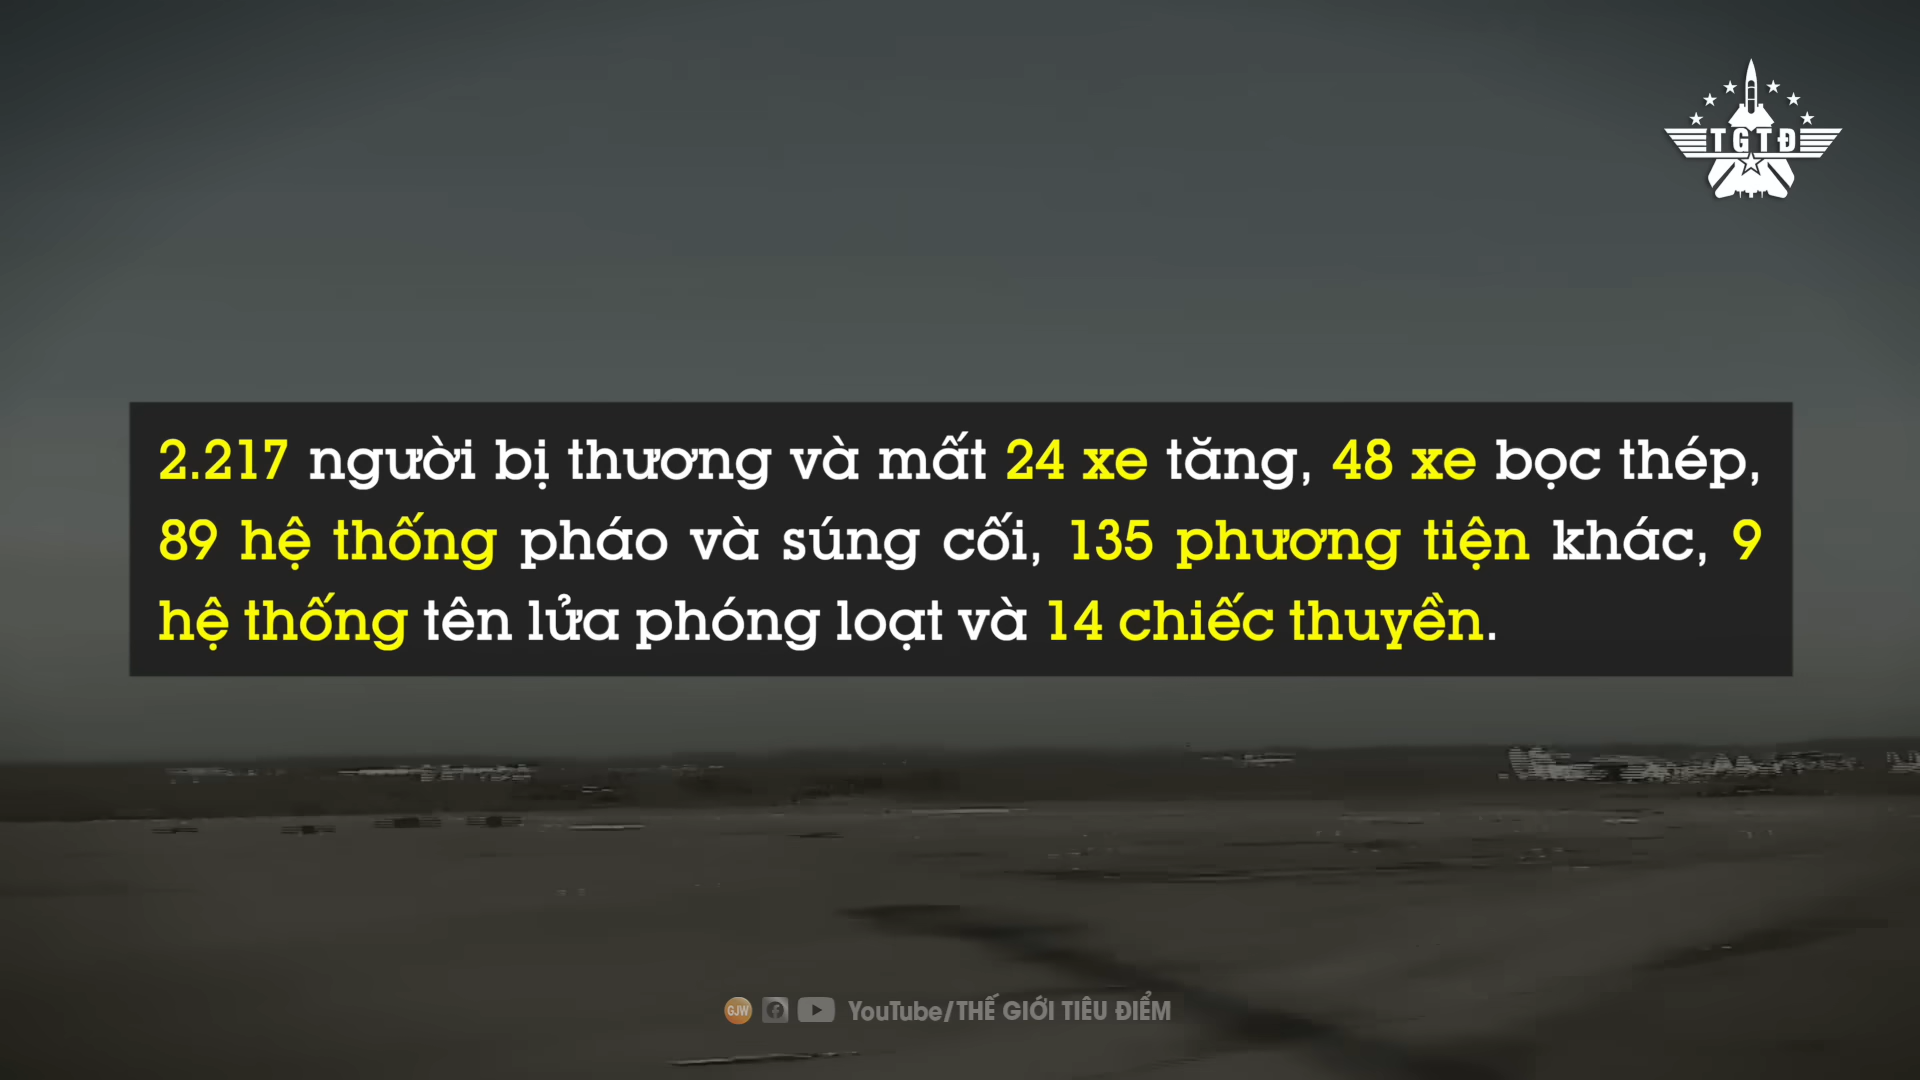 TGTĐ
2.217 người bị thương và mất 24 xe tăng, 48 xe bọc thép,
89 hệ thống pháo và súng cối, 135 phương tiện khác, 9
hệ thống tên lửa phóng loạt và 14 chiếc thuyền.
GJW YouTube/THẾ GIỚI TIÊU ĐIỂM